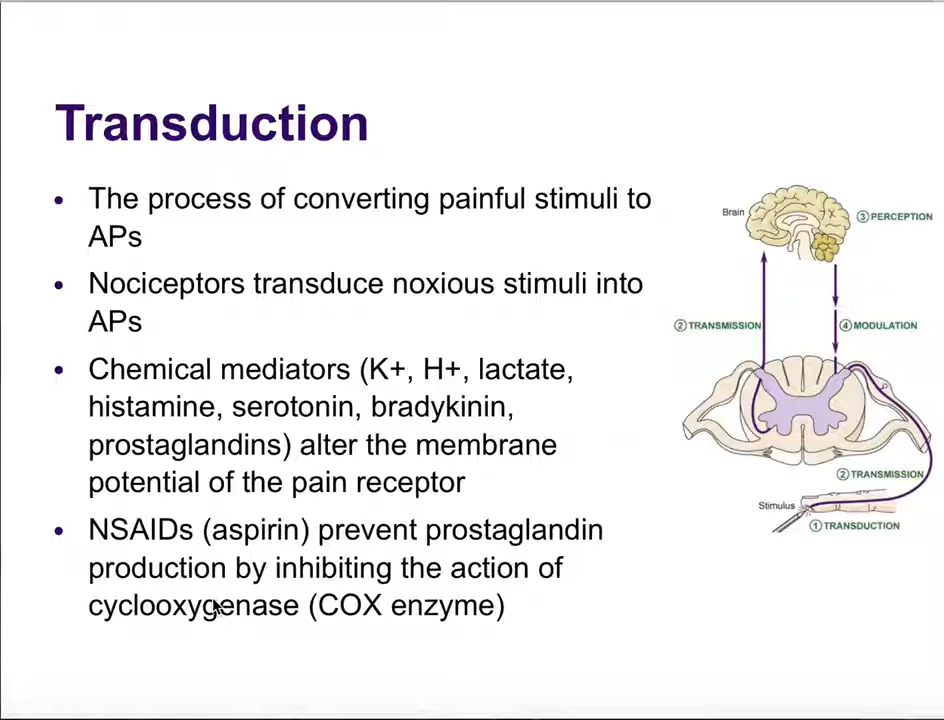 Transduction
• The process of converting painful stimuli to
APs
• Nociceptors transduce noxious stimuli into
APs
• Chemical mediators (K+, H+, lactate,
histamine, serotonin, bradykinin,
prostaglandins) alter the membrane
potential of the pain receptor
• NSAIDs (aspirin) prevent prostaglandin
production by inhibiting the action of
cyclooxygenase (COX enzyme)
Brain
③ PERCEPTION
② TRANSMISSION
④ MODULATION
② TRANSMISSION
Stimulus
① TRANSDUCTION